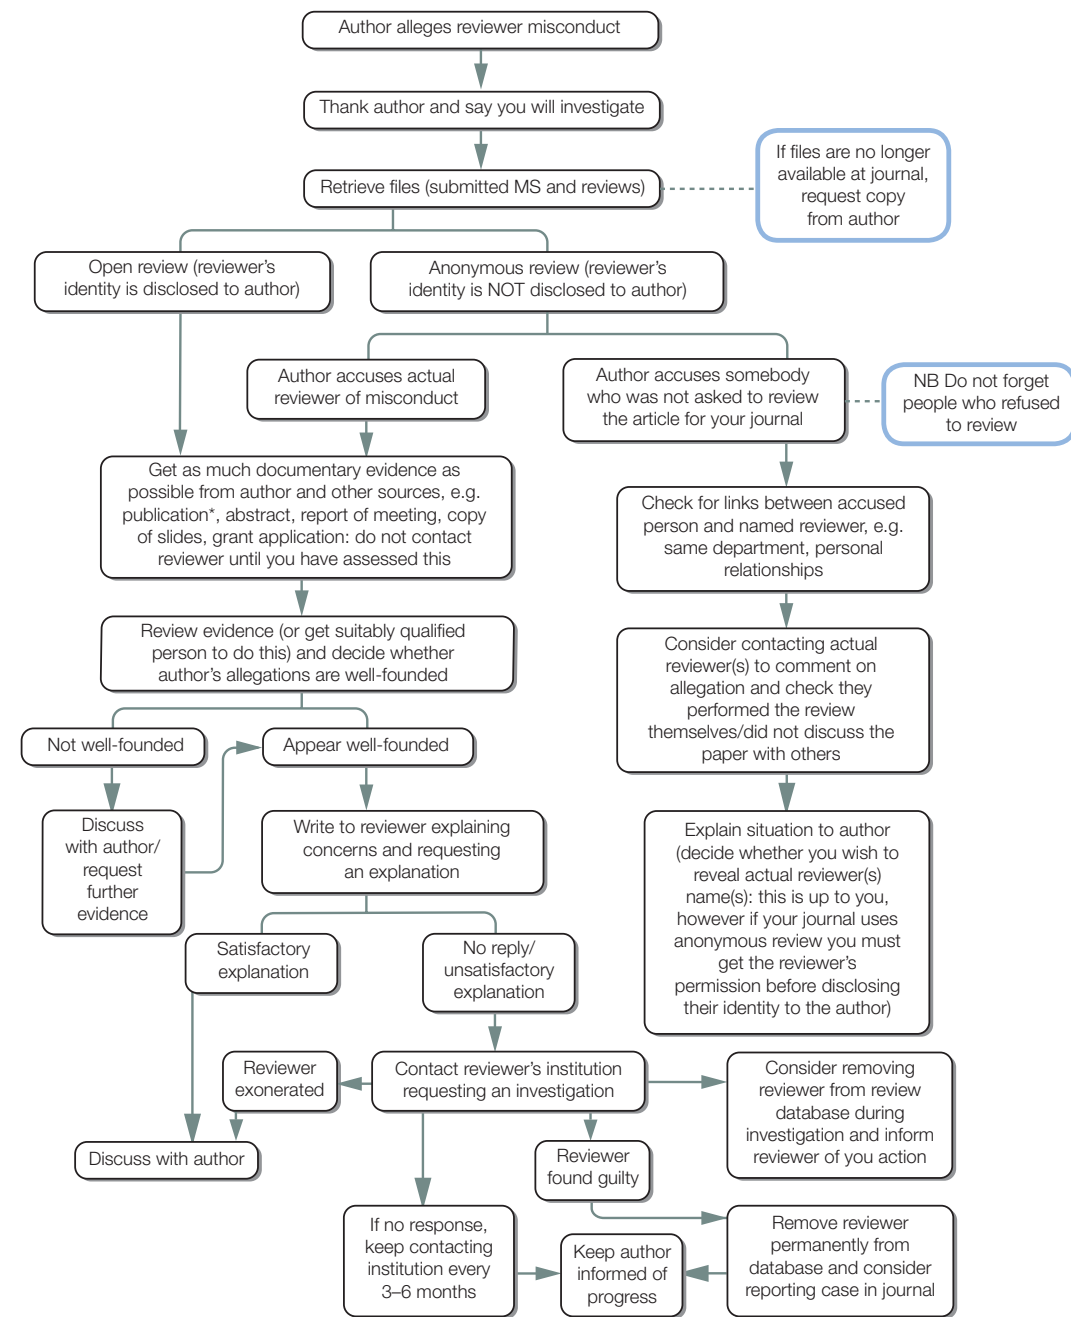 Author alleges reviewer misconduct
Thank author and say you will investigate
Retrieve files (submitted MS and reviews)
If files are no longer
available at journal,
request copy
from author
Open review (reviewer’s
identity is disclosed to author)
Anonymous review (reviewer’s
identity is NOT disclosed to author)
Author accuses actual
reviewer of misconduct
Author accuses somebody
who was not asked to review
the article for your journal
NB Do not forget
people who refused
to review
Get as much documentary evidence as
possible from author and other sources, e.g.
publication*, abstract, report of meeting, copy
of slides, grant application: do not contact
reviewer until you have assessed this
Check for links between accused
person and named reviewer, e.g.
same department, personal
relationships
Review evidence (or get suitably qualified
person to do this) and decide whether
author’s allegations are well-founded
Consider contacting actual
reviewer(s) to comment on
allegation and check they
performed the review
themselves/did not discuss the
paper with others
Not well-founded
Appear well-founded
Discuss
with author/
request
further
evidence
Write to reviewer explaining
concerns and requesting
an explanation
Explain situation to author
(decide whether you wish to
reveal actual reviewer(s)
name(s): this is up to you,
however if your journal uses
anonymous review you must
get the reviewer’s
permission before disclosing
their identity to the author)
Satisfactory
explanation
No reply/
unsatisfactory
explanation
Reviewer
exonerated
Contact reviewer’s institution
requesting an investigation
Consider removing
reviewer from review
database during
investigation and inform
reviewer of you action
Discuss with author
Reviewer
found guilty
If no response,
keep contacting
institution every
3–6 months
Keep author
informed of
progress
Remove reviewer
permanently from
database and consider
reporting case in journal